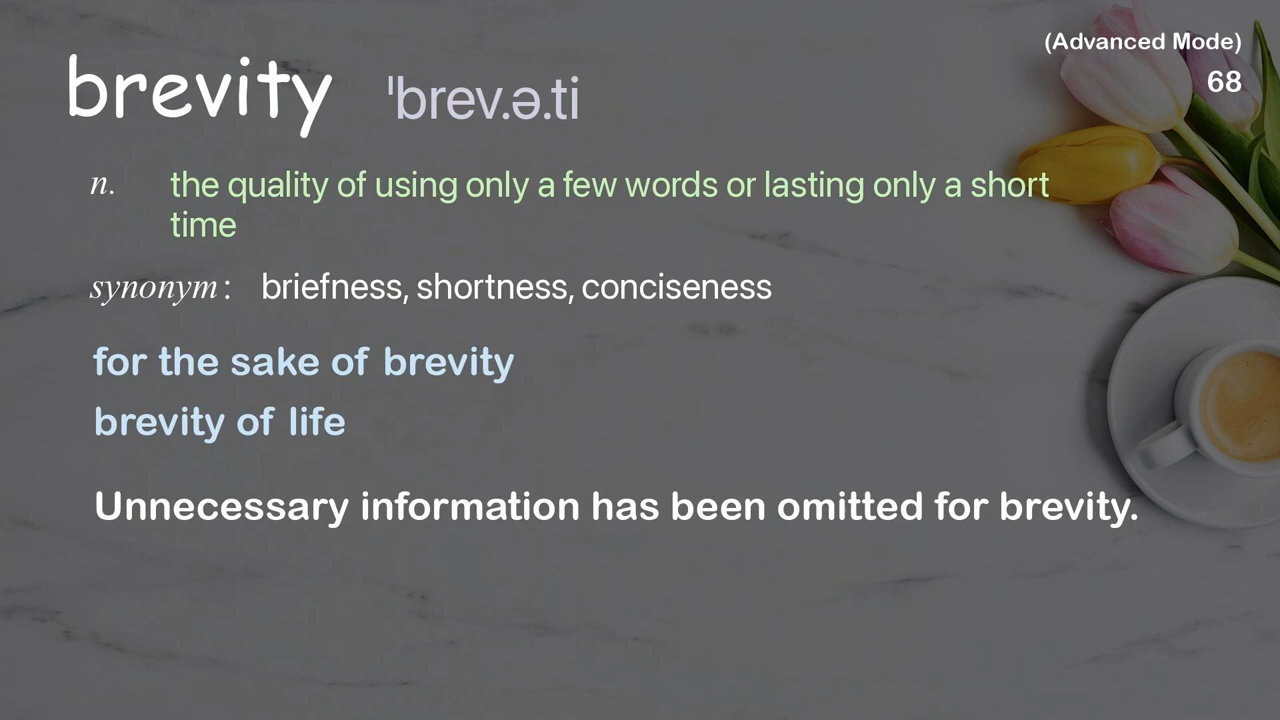 (Advanced Mode)
68
brevity ˈbrev.ə.ti
n. the quality of using only a few words or lasting only a short
time
synonym: briefness, shortness, conciseness
for the sake of brevity
brevity of life
Unnecessary information has been omitted for brevity.